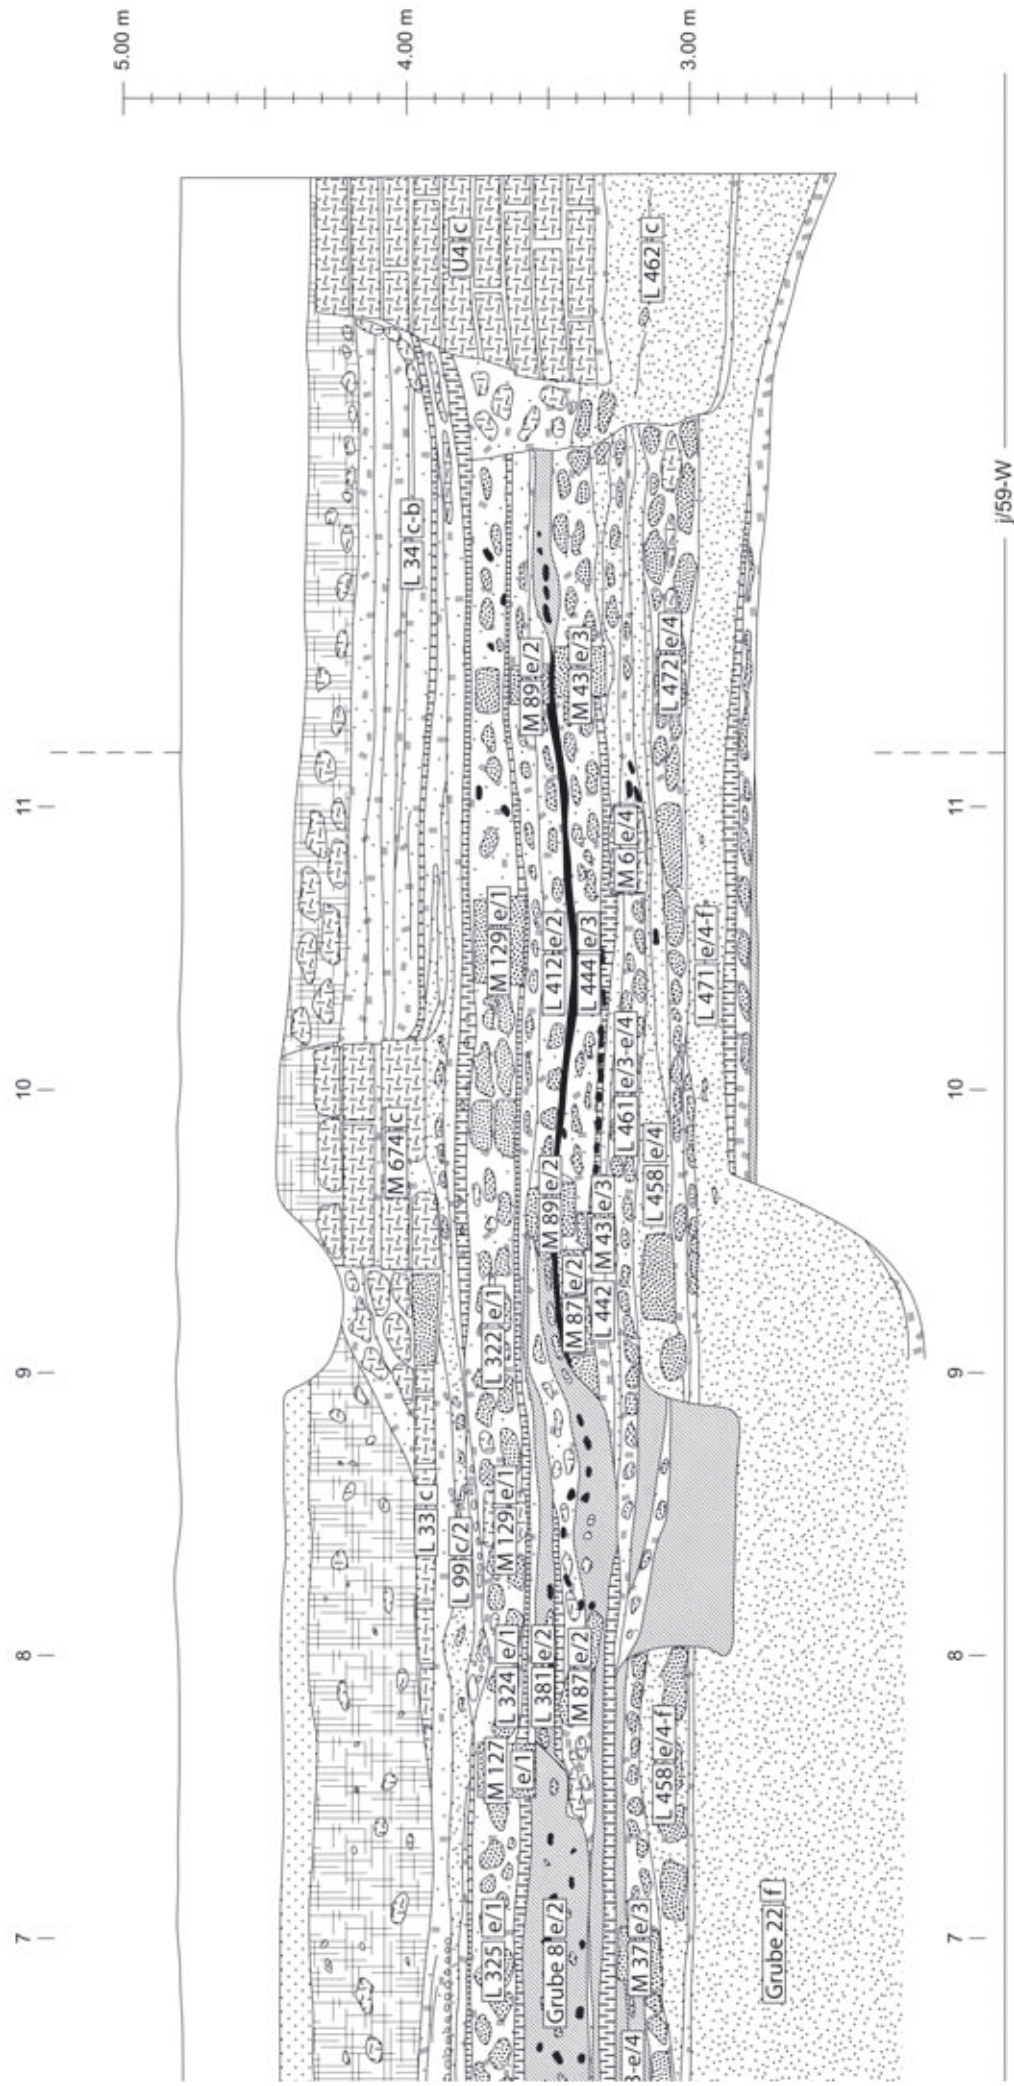 5.00 m
4.00 m
3.00 m
7
8
9
10
11
7
8
9
10
11
j/59-W
U4 c
L 462 c
L 34 c-b
M 674 c
L 33 c
L 99 c/2
M 89 e/2
M 43 e/3
L 472 e/4
M 6 e/4
M 129 e/1
L 412 e/2
L 444 e/3
L 461 e/3-e/4
L 471 e/4-f
L 458 e/4
M 89 e/2
M 87 e/2
L 442
M 43 e/3
L 322 e/1
M 129 e/1
L 324 e/1
L 381 e/2
M 87 e/2
M 127
e/1
L 458 e/4-f
L 325 e/1
Grube 8 e/2
M 37 e/3
3-e/4
Grube 22 f